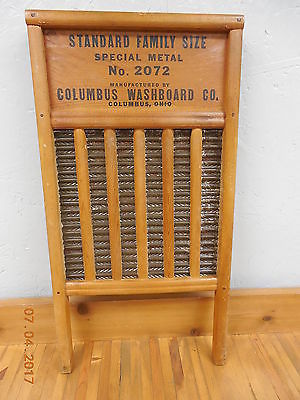 STANDARD FAMILY SIZE
SPECIAL METAL
No. 2072
MANUFACTURED BY
COLUMBUS WASHBOARD CO.
COLUMBUS, OHIO
07.04.2017